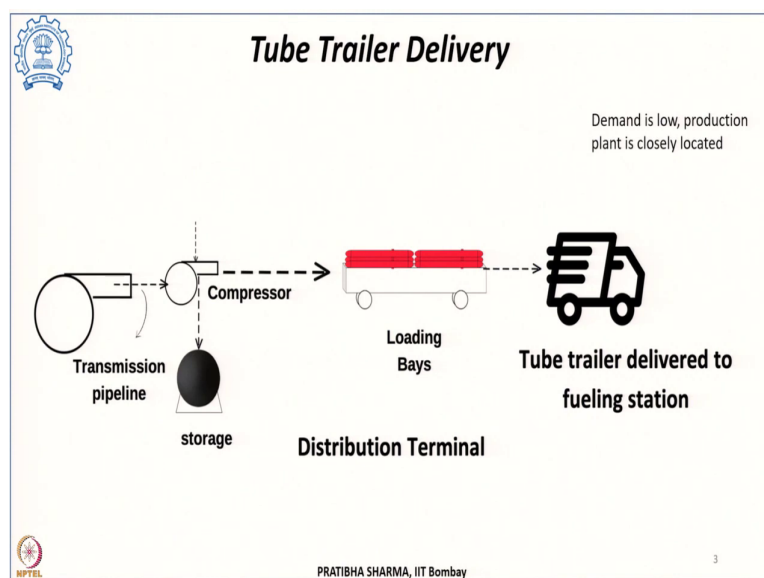 Tube Trailer Delivery
Demand is low, production
plant is closely located
Compressor
Transmission
pipeline
storage
Loading
Bays
Tube trailer delivered to
fueling station
Distribution Terminal
NPTEL
PRATIBHA SHARMA, IIT Bombay
3